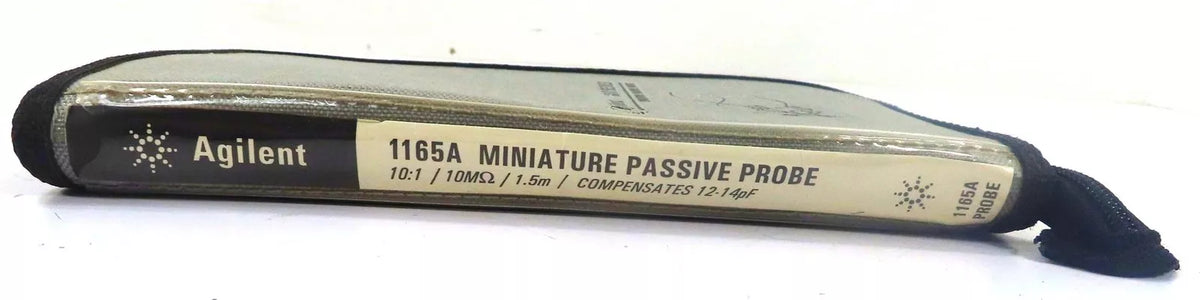 Agilent
1165A MINIATURE PASSIVE PROBE
10:1 / 10MΩ / 1.5m / COMPENSATES 12-14pF
1165A
PROBE